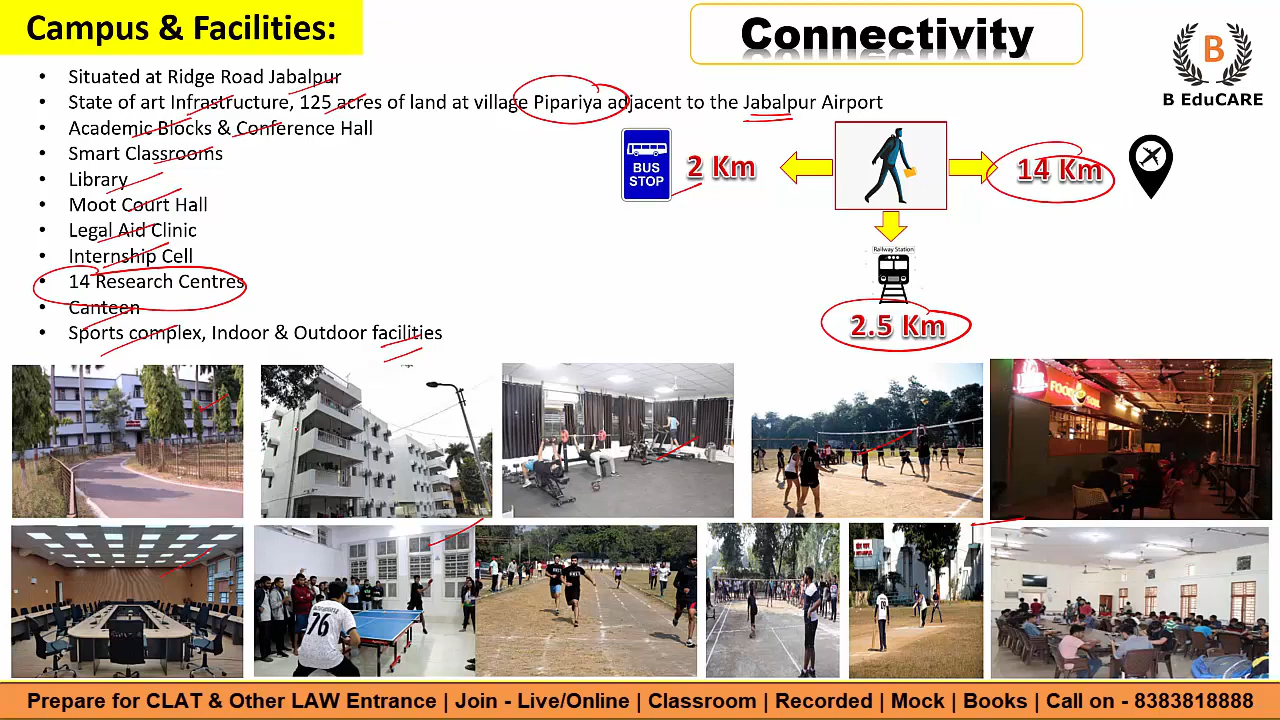 Campus & Facilities:
Connectivity
B
B EduCARE
• Situated at Ridge Road Jabalpur
• State of art Infrastructure, 125 acres of land at village Pipariya adjacent to the Jabalpur Airport
• Academic Blocks & Conference Hall
• Smart Classrooms
• Library
• Moot Court Hall
• Legal Aid Clinic
• Internship Cell
• 14 Research Centres
• Canteen
• Sports complex, Indoor & Outdoor facilities
BUS
STOP
2 Km
14 Km
Railway Station
2.5 Km
FOOD
76
Prepare for CLAT & Other LAW Entrance | Join - Live/Online | Classroom | Recorded | Mock | Books | Call on - 8383818888